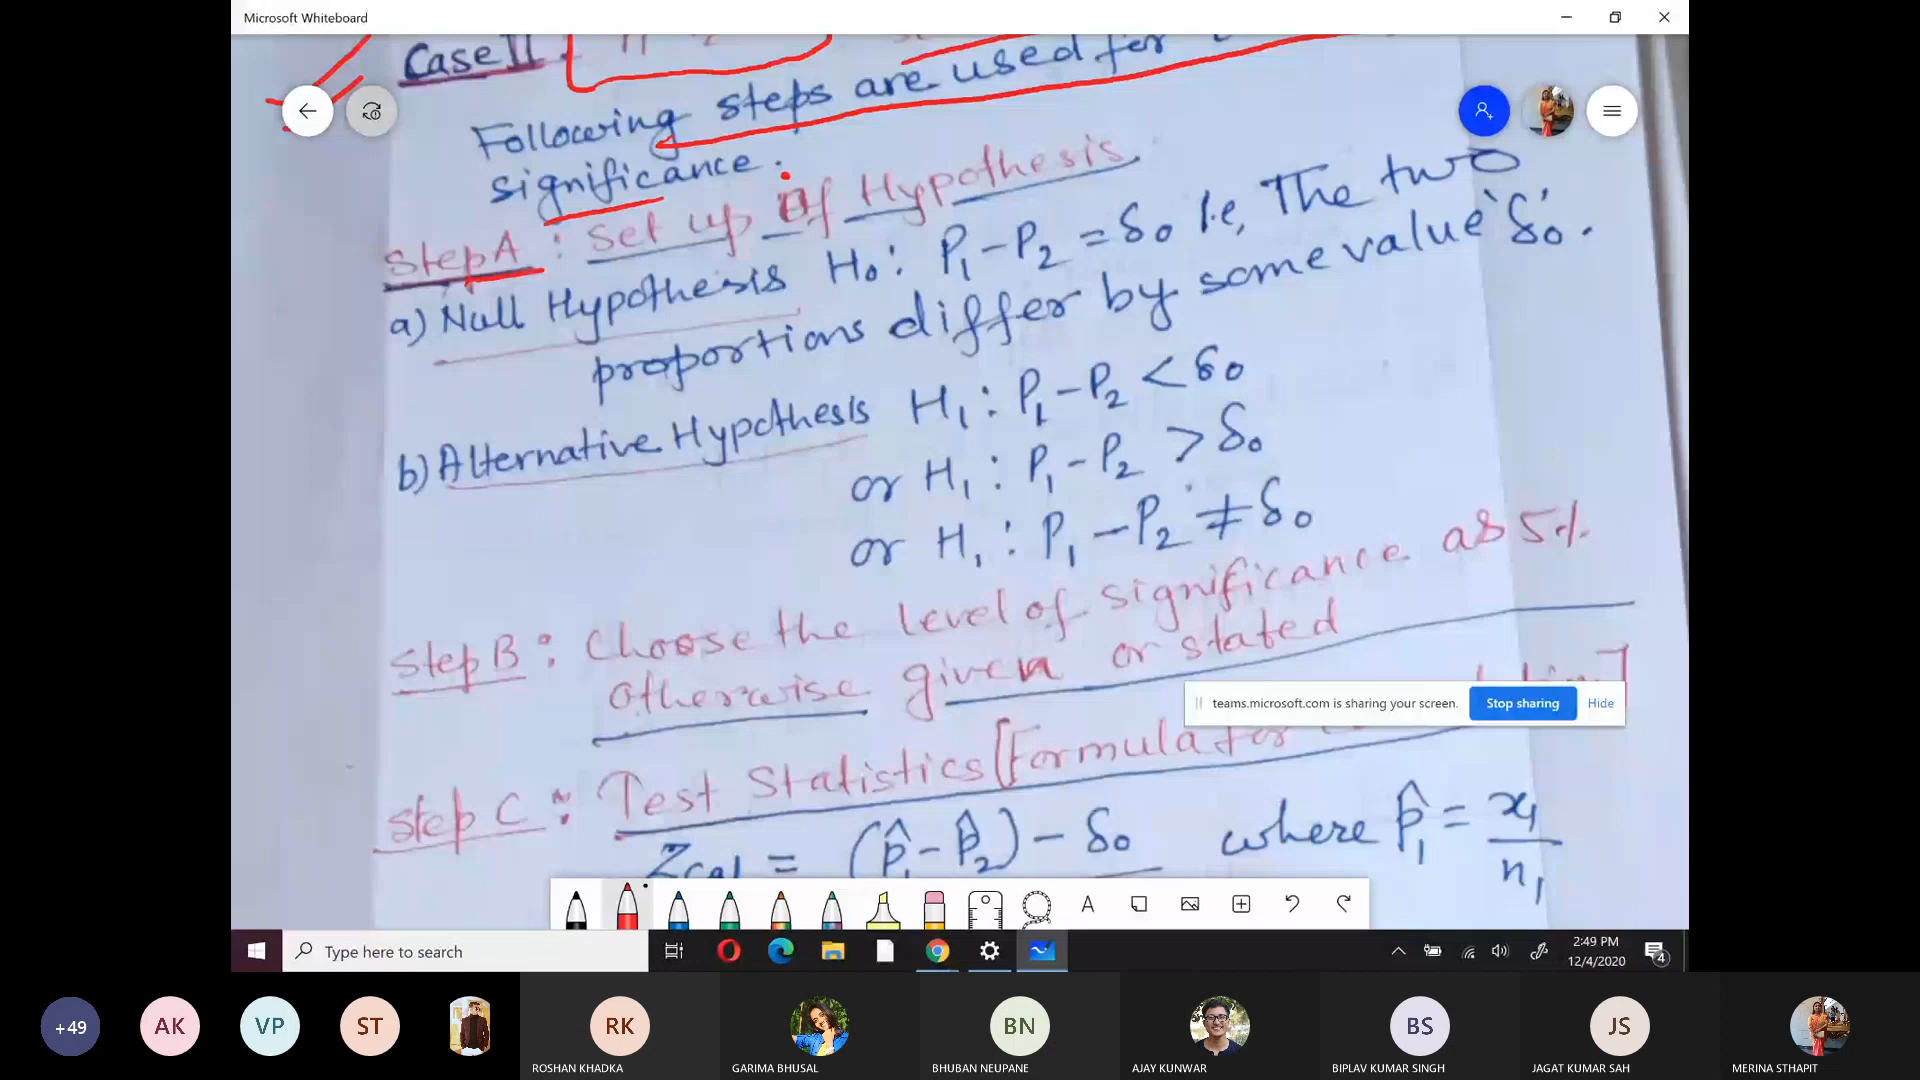 Microsoft Whiteboard
Case II
Following steps are used for
significance.
Step A : Set up of Hypothesis
a) Null Hypothesis H₀: P₁-P₂ = δ₀ i.e, The two
proportions differ by some value 'δ₀'.
b) Alternative Hypothesis H₁: P₁-P₂ < δ₀
or H₁: P₁-P₂ > δ₀
or H₁: P₁-P₂ ≠ δ₀
Step B: Choose the level of significance as 5%
otherwise given or stated
teams.microsoft.com is sharing your screen. Stop sharing Hide
Step C: Test Statistics [Formula for
Zcal = (p̂₁-p̂₂)-δ₀ where p̂₁ = x₁/n₁
Type here to search
2:49 PM
12/4/2020
4
+49 AK VP ST RK BN BS JS
ROSHAN KHADKA GARIMA BHUSAL BHUBAN NEUPANE AJAY KUNWAR BIPLAV KUMAR SINGH JAGAT KUMAR SAH MERINA STHAPIT